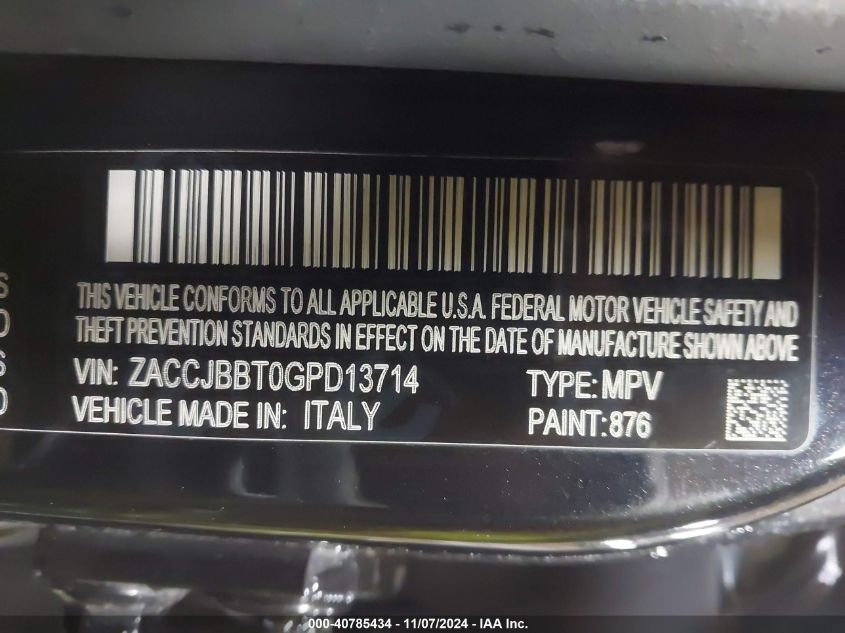 S
O
S
O
THIS VEHICLE CONFORMS TO ALL APPLICABLE U.S.A. FEDERAL MOTOR VEHICLE SAFETY AND
THEFT PREVENTION STANDARDS IN EFFECT ON THE DATE OF MANUFACTURE SHOWN ABOVE
VIN: ZACCJBBT0GPD13714 TYPE: MPV
VEHICLE MADE IN: ITALY PAINT: 876
000-40785434 - 11/07/2024 - IAA Inc.